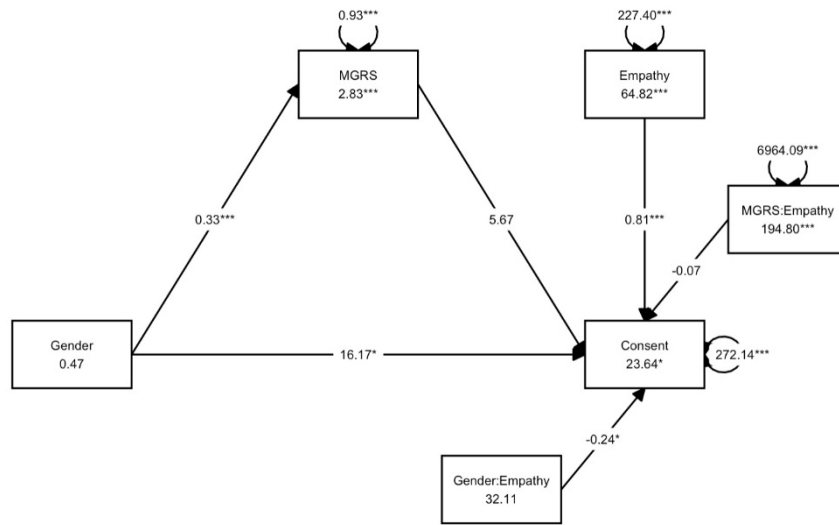 0.93***
227.40***
MGRS
2.83***
Empathy
64.82***
6964.09***
MGRS:Empathy
194.80***
0.33***
5.67
0.81***
-0.07
Gender
0.47
16.17*
Consent
23.64*
272.14***
-0.24*
Gender:Empathy
32.11